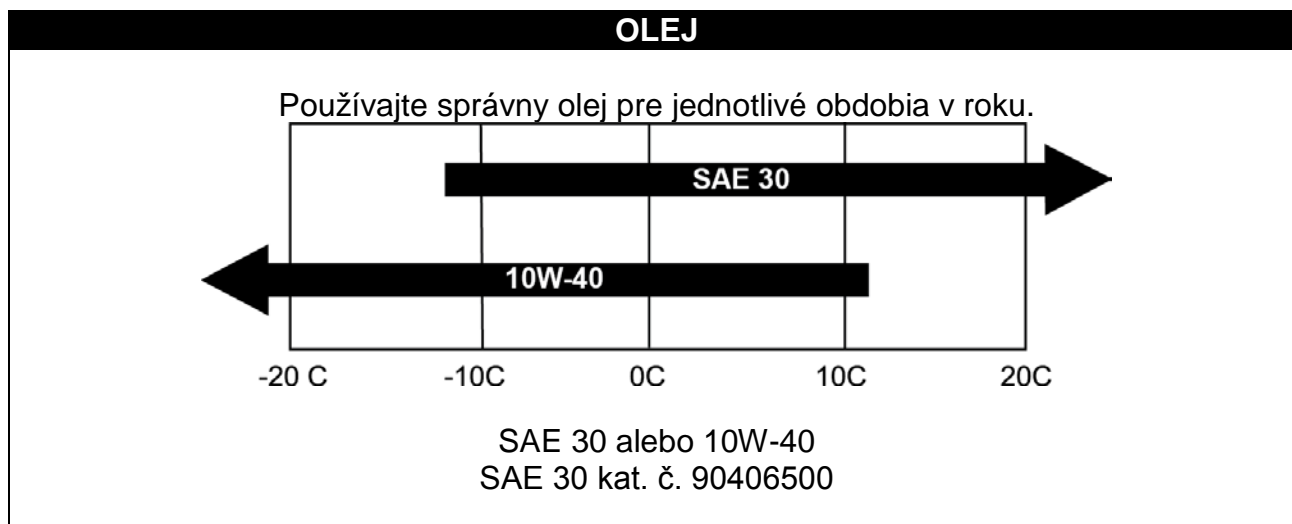 OLEJ
Používajte správny olej pre jednotlivé obdobia v roku.
SAE 30
10W-40
-20 C -10C 0C 10C 20C
SAE 30 alebo 10W-40
SAE 30 kat. č. 90406500